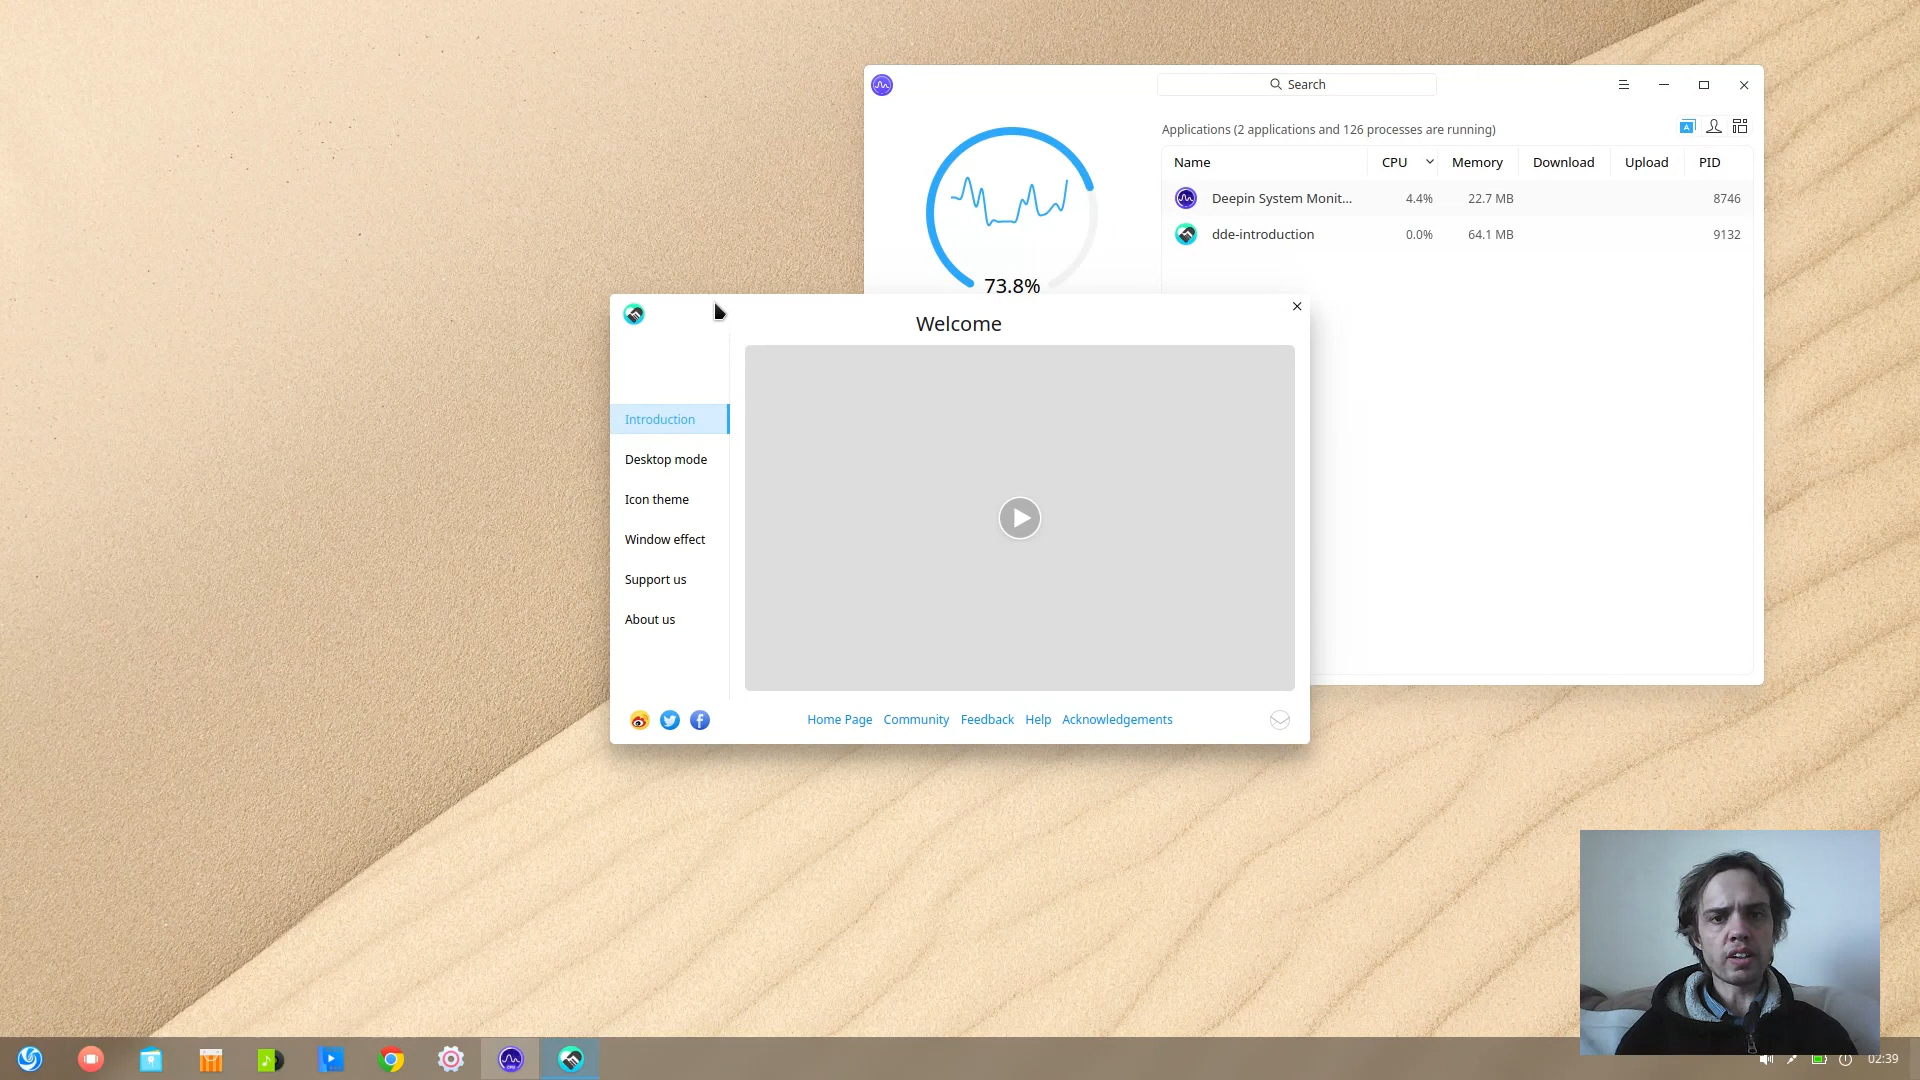 Search
Applications (2 applications and 126 processes are running)
Name CPU Memory Download Upload PID
Deepin System Monit... 4.4% 22.7 MB 8746
dde-introduction 0.0% 64.1 MB 9132
73.8%
Welcome
Introduction
Desktop mode
Icon theme
Window effect
Support us
About us
Home Page Community Feedback Help Acknowledgements
02:39